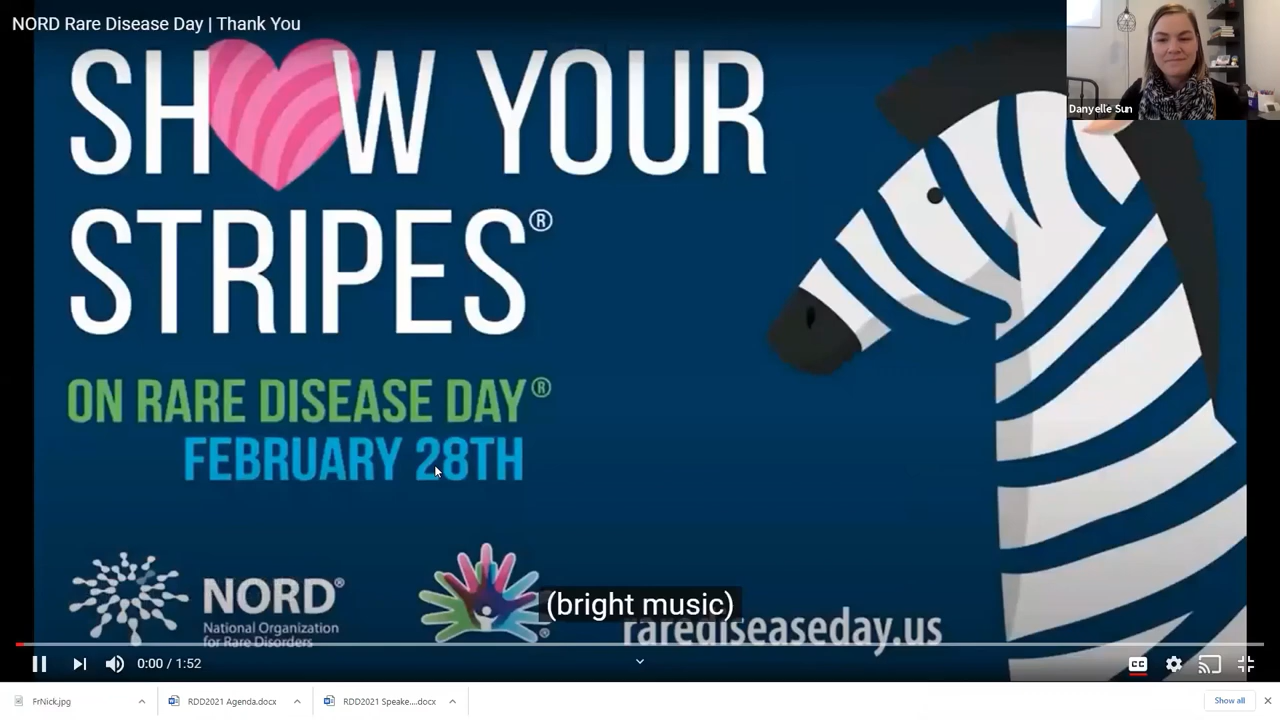 NORD Rare Disease Day | Thank You
SHOW YOUR
STRIPES®
ON RARE DISEASE DAY®
FEBRUARY 28TH
Danyelle Sun
NORD®
National Organization
for Rare Disorders
®
(bright music)
rarediseaseday.us
0:00 / 1:52
CC
FrNick.jpg
RDD2021 Agenda.docx
RDD2021 Speake....docx
Show all